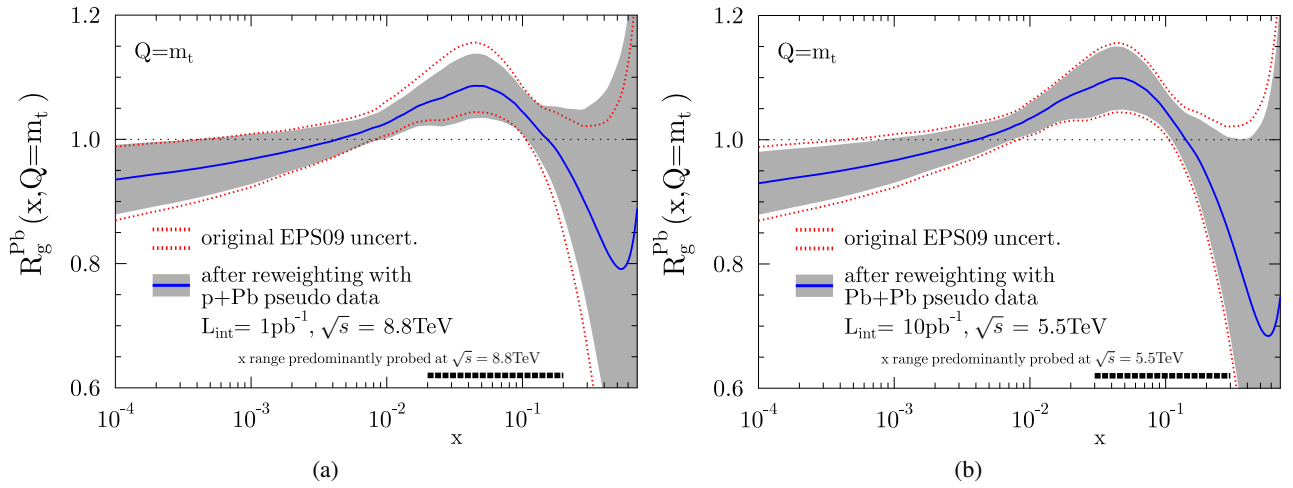 1.2
1.0
0.8
0.6
R_g^Pb (x,Q=m_t)
Q=m_t
original EPS09 uncert.
after reweighting with
p+Pb pseudo data
L_int= 1pb^-1, √s = 8.8TeV
x range predominantly probed at √s = 8.8TeV
10^-4 10^-3 10^-2 10^-1
x
(a)
1.2
1.0
0.8
0.6
R_g^Pb (x,Q=m_t)
Q=m_t
original EPS09 uncert.
after reweighting with
Pb+Pb pseudo data
L_int= 10pb^-1, √s = 5.5TeV
x range predominantly probed at √s = 5.5TeV
10^-4 10^-3 10^-2 10^-1
x
(b)